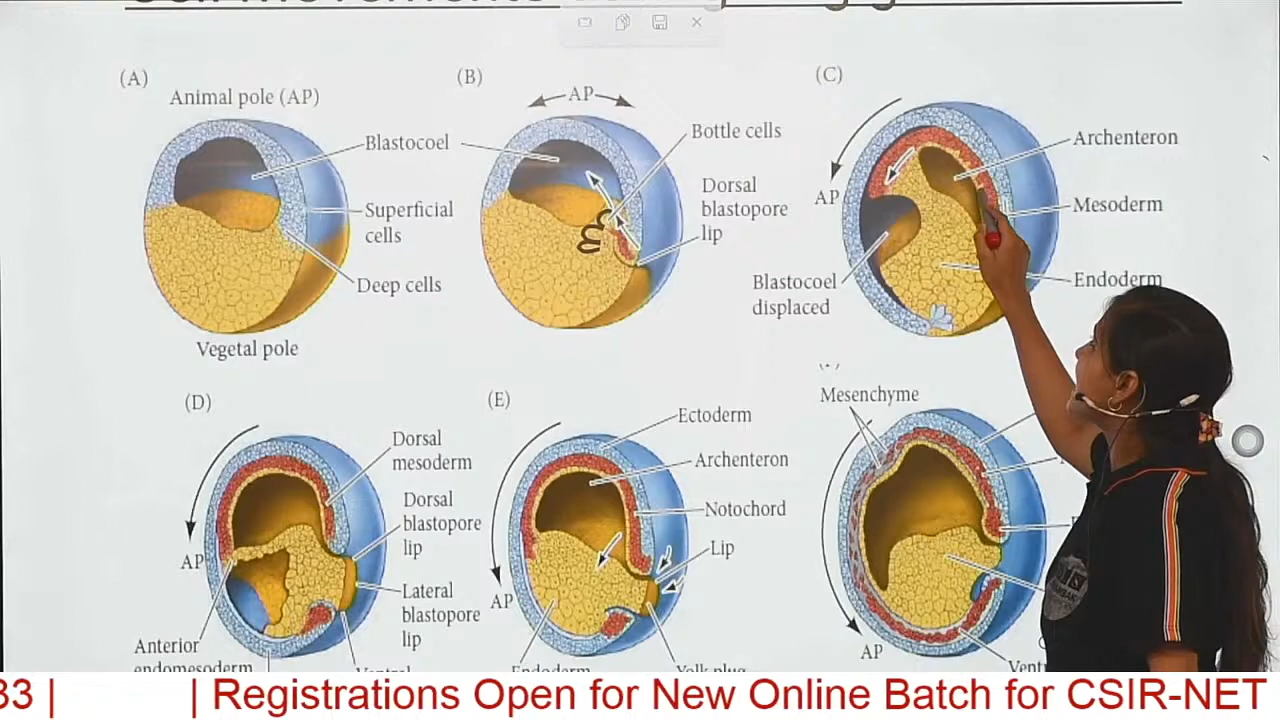 (A)
Animal pole (AP)
Blastocoel
Superficial
cells
Deep cells
Vegetal pole
(B)
AP
Bottle cells
Dorsal
blastopore
lip
(C)
AP
Archenteron
Mesoderm
Endoderm
Blastocoel
displaced
(D)
AP
Dorsal
mesoderm
Dorsal
blastopore
lip
Lateral
blastopore
lip
Anterior
endomesoderm
Ventral
(E)
AP
Ectoderm
Archenteron
Notochord
Lip
Endoderm
Yolk plug
Mesenchyme
AP
33 | | Registrations Open for New Online Batch for CSIR-NET